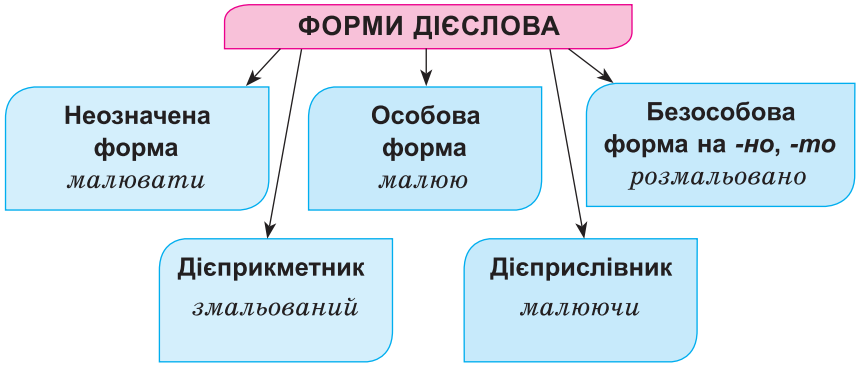 ФОРМИ ДІЄСЛОВА
Неозначена
форма
малювати
Особова
форма
малюю
Безособова
форма на -но, -то
розмальовано
Дієприкметник
змальований
Дієприслівник
малюючи